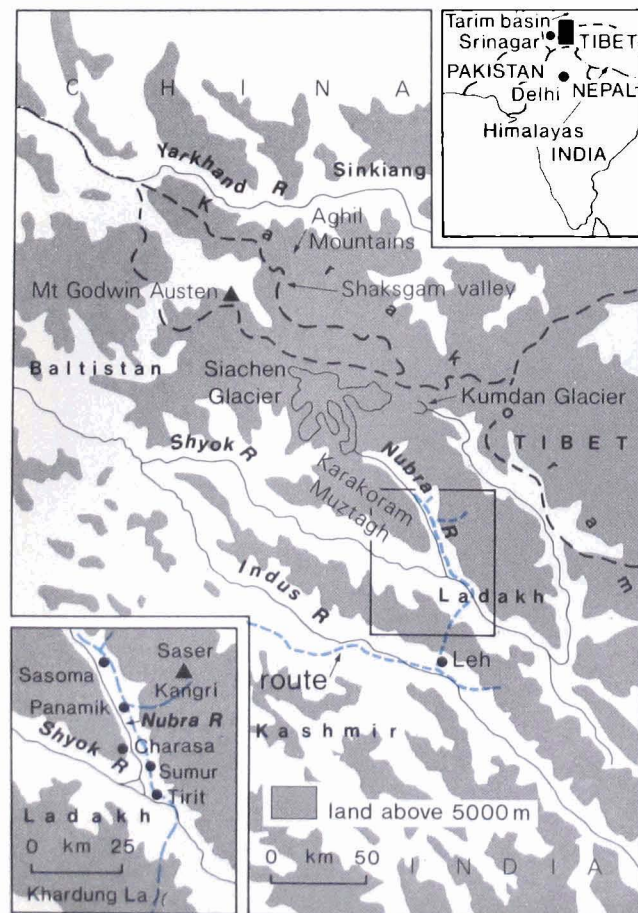 Tarim basin
Srinagar
TIBET
PAKISTAN
Delhi
NEPAL
Himalayas
INDIA
CHINA
Yarkhand R
Sinkiang
Karakoram
Aghil
Mountains
Mt Godwin Austen
Shaksgam valley
Baltistan
Siachen
Glacier
Kumdan Glacier
TIBET
Shyok R
Nubra R
Karakoram
Muztagh
Indus R
Ladakh
Leh
route
Kashmir
land above 5000 m
0 km 50
INDIA
Saser
Kangri
Sasoma
Panamik
Nubra R
Charasa
Shyok R
Sumur
Tirit
Ladakh
0 km 25
Khardung La